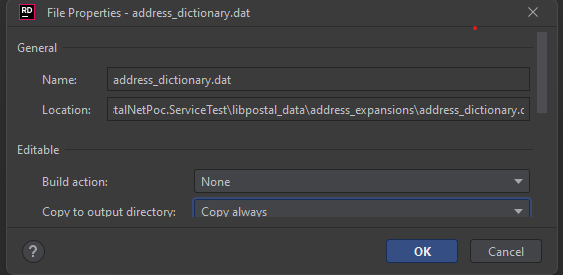 RD
File Properties - address_dictionary.dat
General
Name: address_dictionary.dat
Location: talNetPoc.ServiceTest\libpostal_data\address_expansions\address_dictionary.d
Editable
Build action: None
Copy to output directory: Copy always
? OK Cancel